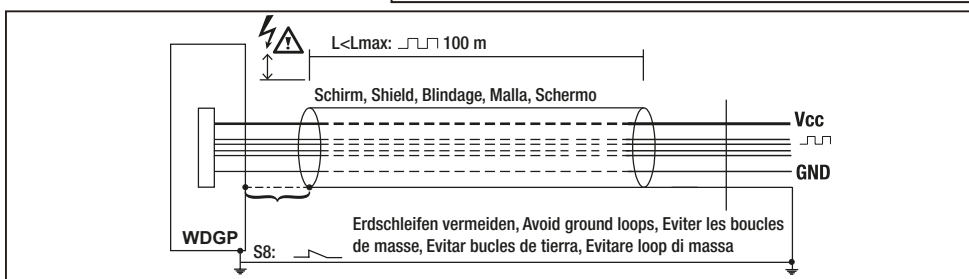 L<Lmax: 100 m
Schirm, Shield, Blindage, Malla, Schermo
Vcc
GND
WDGP
S8:
Erdschleifen vermeiden, Avoid ground loops, Eviter les boucles
de masse, Evitar bucles de tierra, Evitare loop di massa